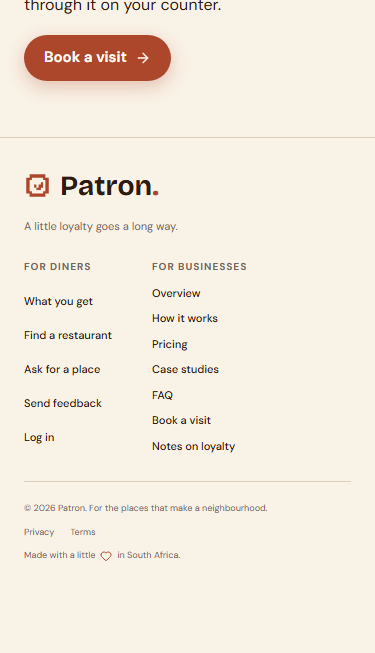 through it on your counter.
Book a visit →
Patron.
A little loyalty goes a long way.
FOR DINERS
What you get
Find a restaurant
Ask for a place
Send feedback
Log in
FOR BUSINESSES
Overview
How it works
Pricing
Case studies
FAQ
Book a visit
Notes on loyalty
© 2026 Patron. For the places that make a neighbourhood.
Privacy Terms
Made with a little ♡ in South Africa.